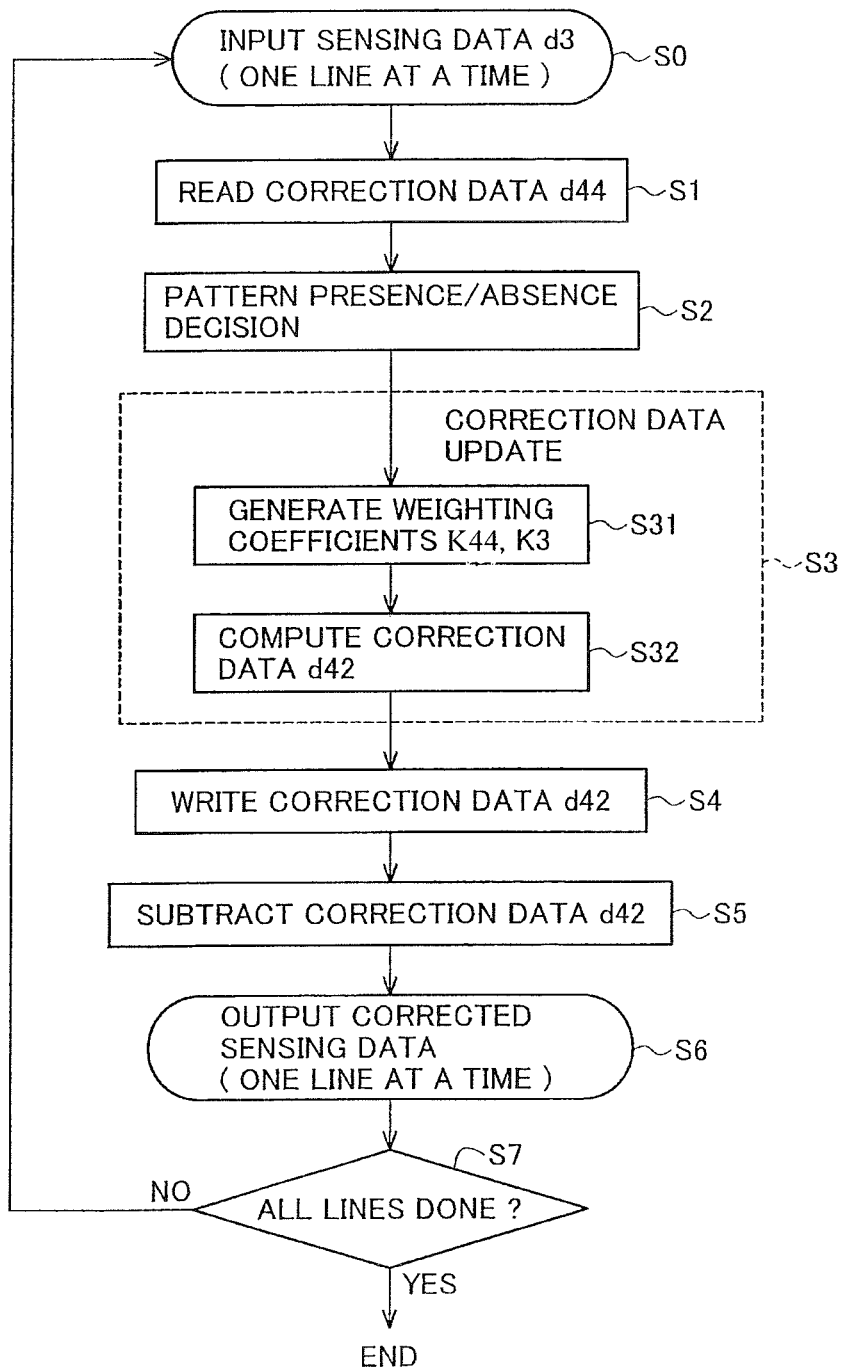 INPUT SENSING DATA d3
( ONE LINE AT A TIME )
S0
READ CORRECTION DATA d44
S1
PATTERN PRESENCE/ABSENCE
DECISION
S2
CORRECTION DATA
UPDATE
GENERATE WEIGHTING
COEFFICIENTS K44, K3
S31
S3
COMPUTE CORRECTION
DATA d42
S32
WRITE CORRECTION DATA d42
S4
SUBTRACT CORRECTION DATA d42
S5
OUTPUT CORRECTED
SENSING DATA
( ONE LINE AT A TIME )
S6
S7
NO
ALL LINES DONE ?
YES
END